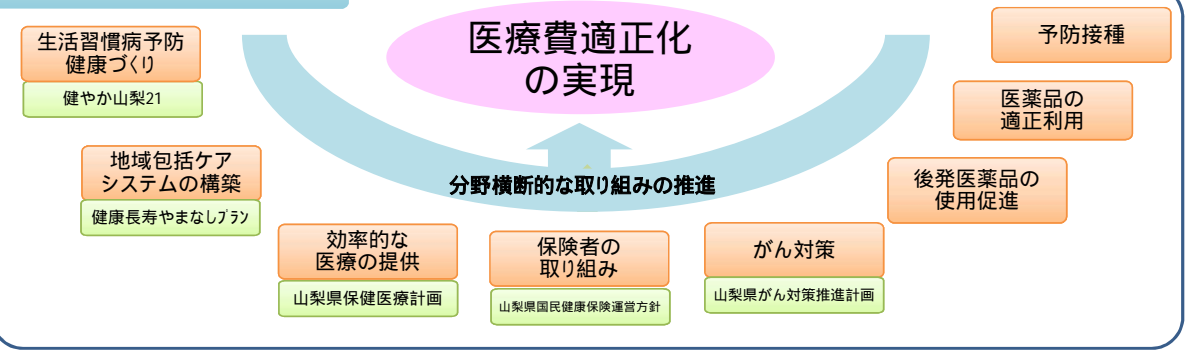 医療費適正化
の実現
分野横断的な取り組みの推進
生活習慣病予防
健康づくり
健やか山梨21
地域包括ケア
システムの構築
健康長寿やまなしプラン
効率的な
医療の提供
山梨県保健医療計画
保険者の
取り組み
山梨県国民健康保険運営方針
がん対策
山梨県がん対策推進計画
後発医薬品の
使用促進
医薬品の
適正利用
予防接種